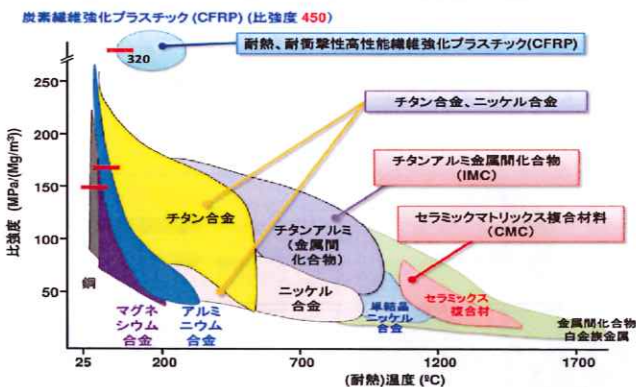 炭素繊維強化プラスチック(CFRP) (比強度 450)
320
耐熱、耐衝撃性高性能繊維強化プラスチック(CFRP)
チタン合金、ニッケル合金
チタンアルミ金属間化合物
(IMC)
セラミックマトリックス複合材料
(CMC)
比強度 (MPa/(Mg/m³))
250
200
150
100
50
鋼
マグネ
シウム
合金
アルミ
ニウム
合金
チタン合金
チタンアルミ
(金属間
化合物)
ニッケル
合金
単結晶
ニッケル
合金
セラミックス
複合材
金属間化合物
白金族金属
25
200
700
1200
1700
(耐熱)温度 (ºC)